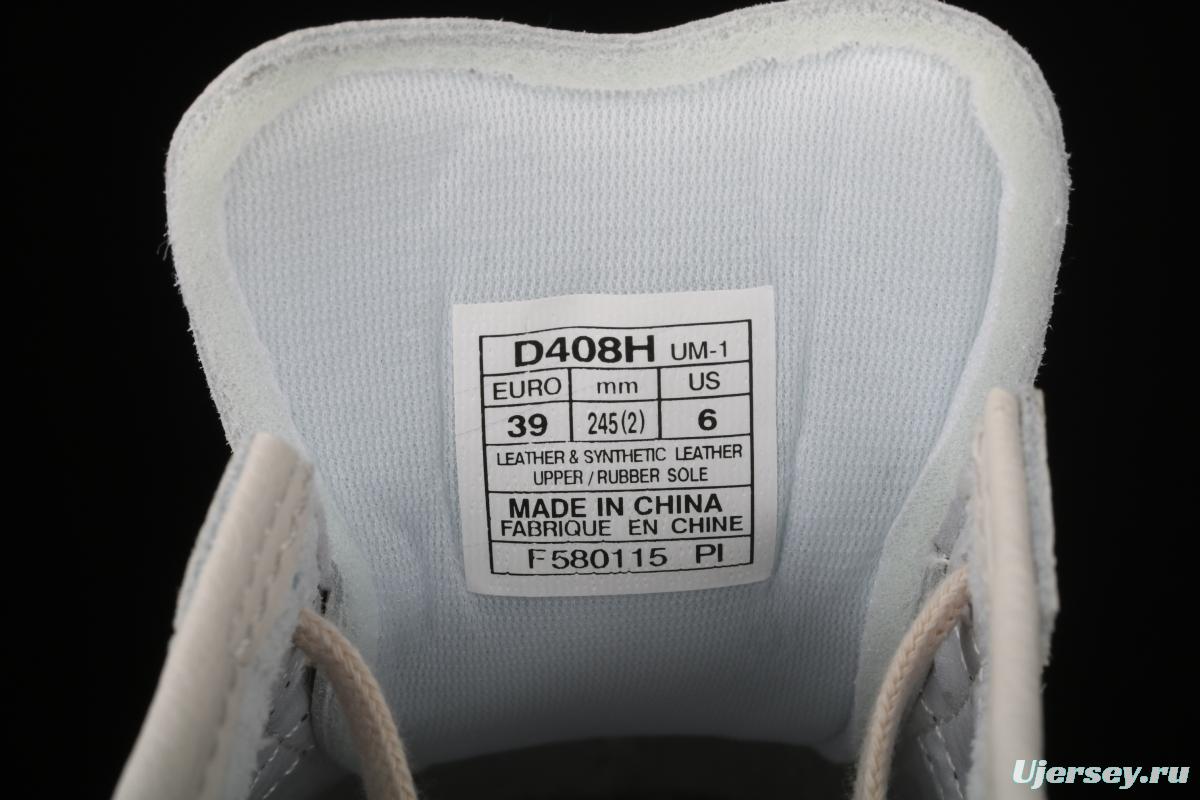 D408H UM-1
EURO mm US
39 245(2) 6
LEATHER & SYNTHETIC LEATHER
UPPER / RUBBER SOLE
MADE IN CHINA
FABRIQUE EN CHINE
F580115 PI
Ujersey.ru